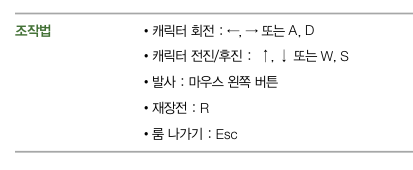 조작법
• 캐릭터 회전 : ←, → 또는 A, D
• 캐릭터 전진/후진 : ↑, ↓ 또는 W, S
• 발사 : 마우스 왼쪽 버튼
• 재장전 : R
• 룸 나가기 : Esc